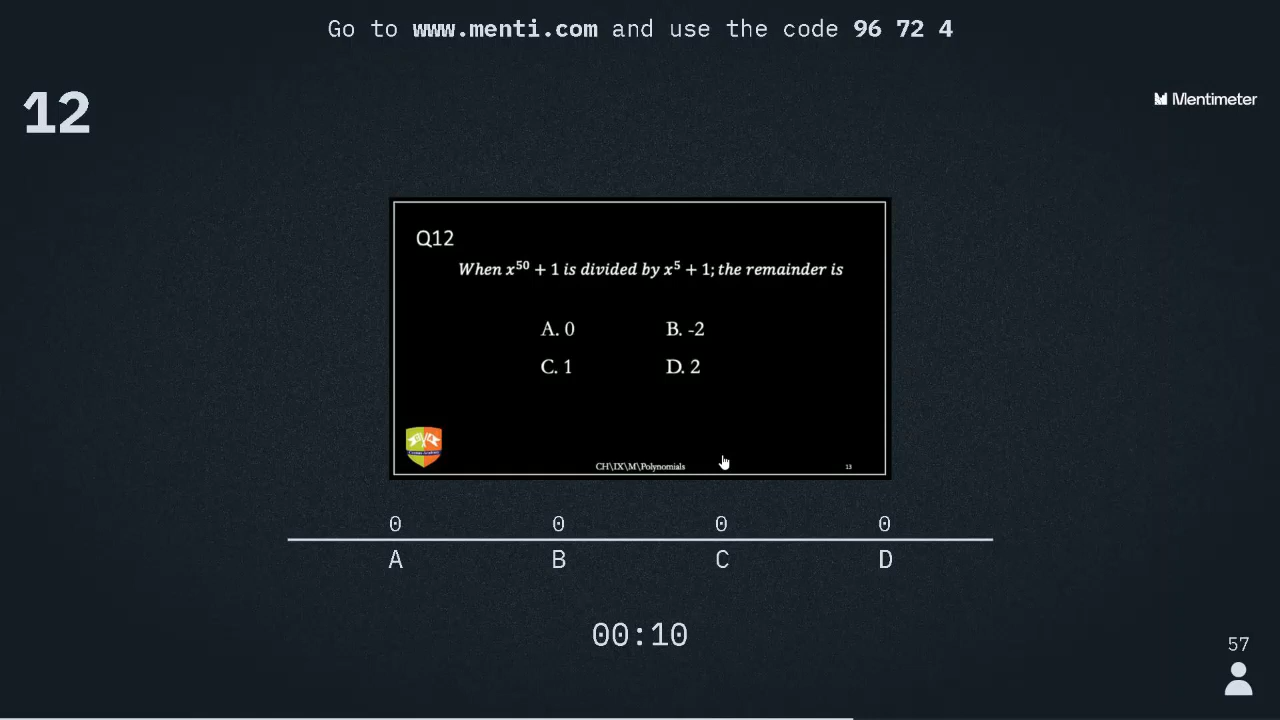 Go to www.menti.com and use the code 96 72 4
12
Mentimeter
Q12
When x⁵⁰ + 1 is divided by x⁵ + 1; the remainder is
A. 0 B. -2
C. 1 D. 2
CH\IX\M\Polynomials 13
0 0 0 0
A B C D
00:10
57